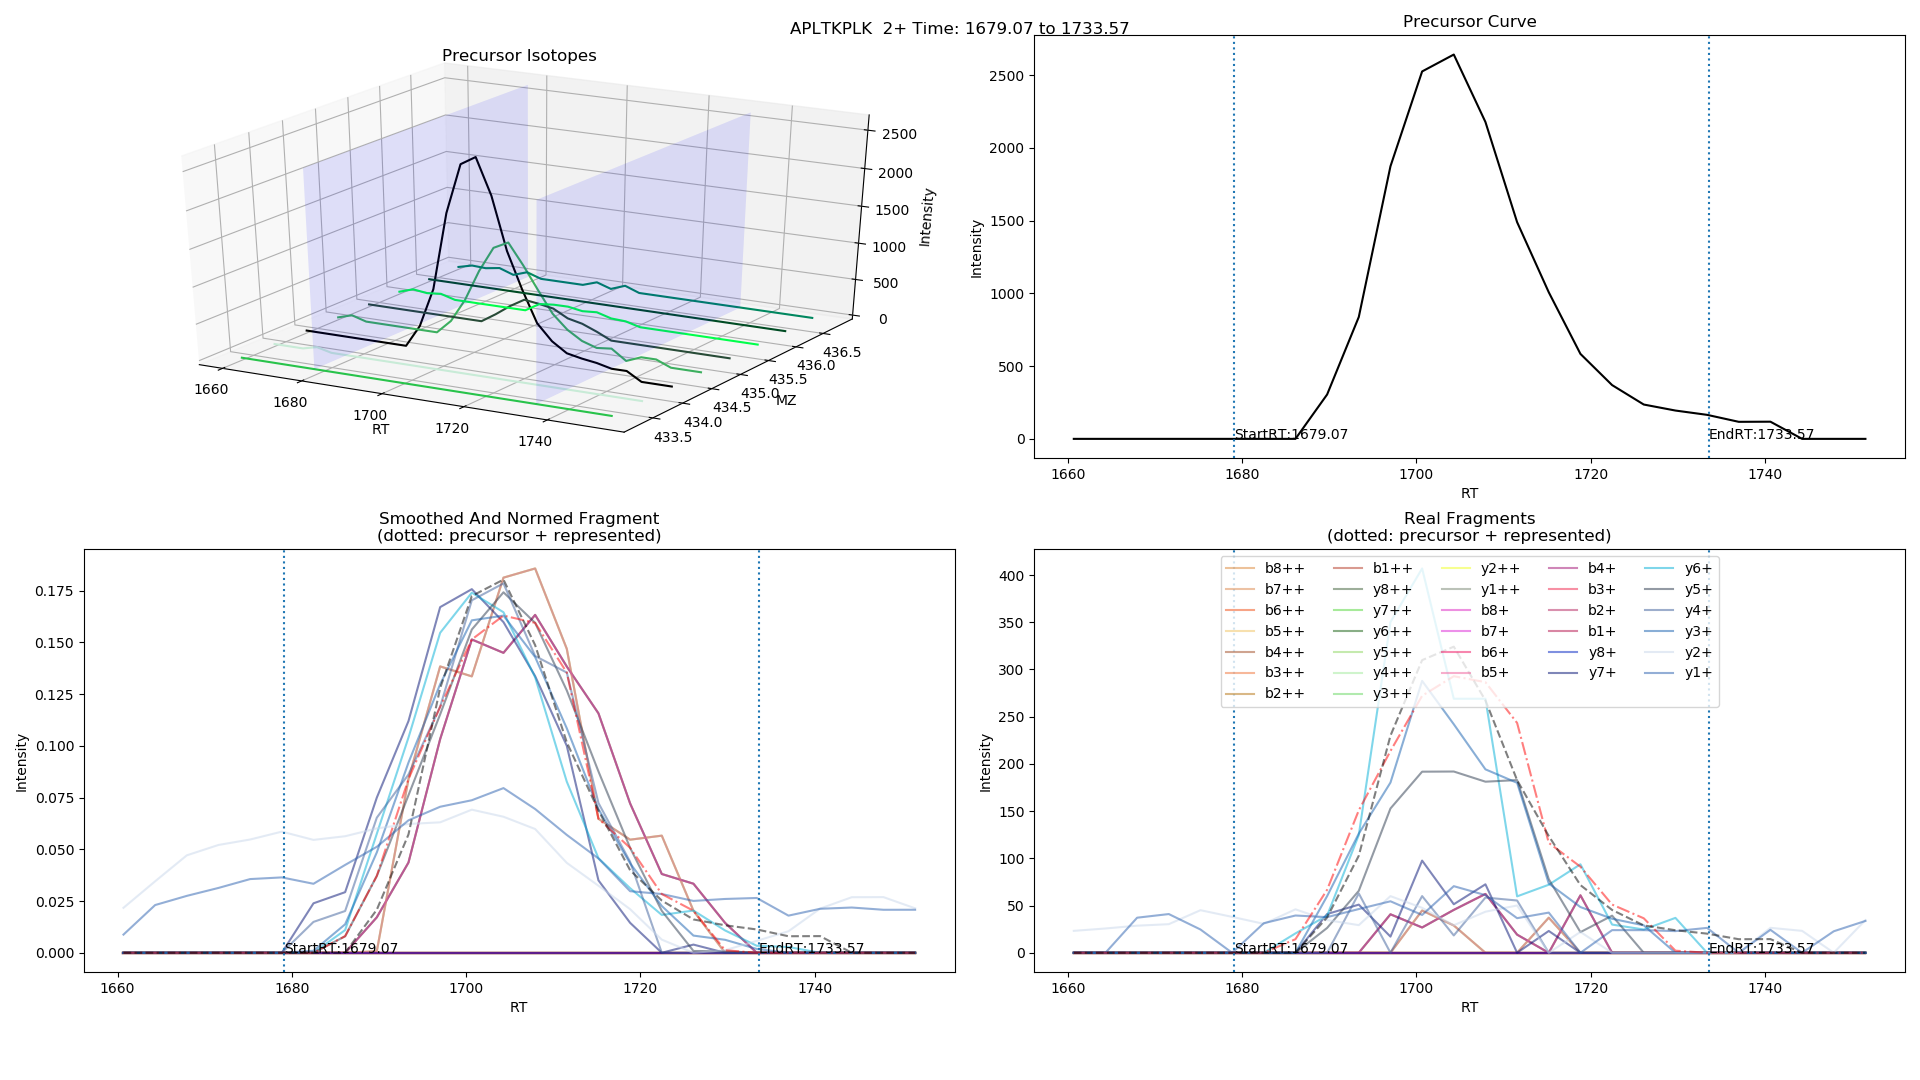 APLTKPLK  2+ Time: 1679.07 to 1733.57
Precursor Isotopes
2500
2000
1500
1000
500
0
Intensity
1660
1680
1700
1720
1740
RT
433.5
434.0
434.5
435.0
435.5
436.0
436.5
MZ
Precursor Curve
2500
2000
1500
1000
500
0
Intensity
StartRT:1679.07
EndRT:1733.57
1660 1680 1700 1720 1740
RT
Smoothed And Normed Fragment
(dotted: precursor + represented)
0.175
0.150
0.125
0.100
0.075
0.050
0.025
0.000
Intensity
StartRT:1679.07
EndRT:1733.57
1660 1680 1700 1720 1740
RT
Real Fragments
(dotted: precursor + represented)
400
350
300
250
200
150
100
50
0
Intensity
b8++ b1++ y2++ b4+ y6+
b7++ y8++ y1++ b3+ y5+
b6++ y7++ b8+ b2+ y4+
b5++ y6++ b7+ b1+ y3+
b4++ y5++ b6+ y8+ y2+
b3++ y4++ b5+ y7+ y1+
b2++ y3++
StartRT:1679.07
EndRT:1733.57
1660 1680 1700 1720 1740
RT